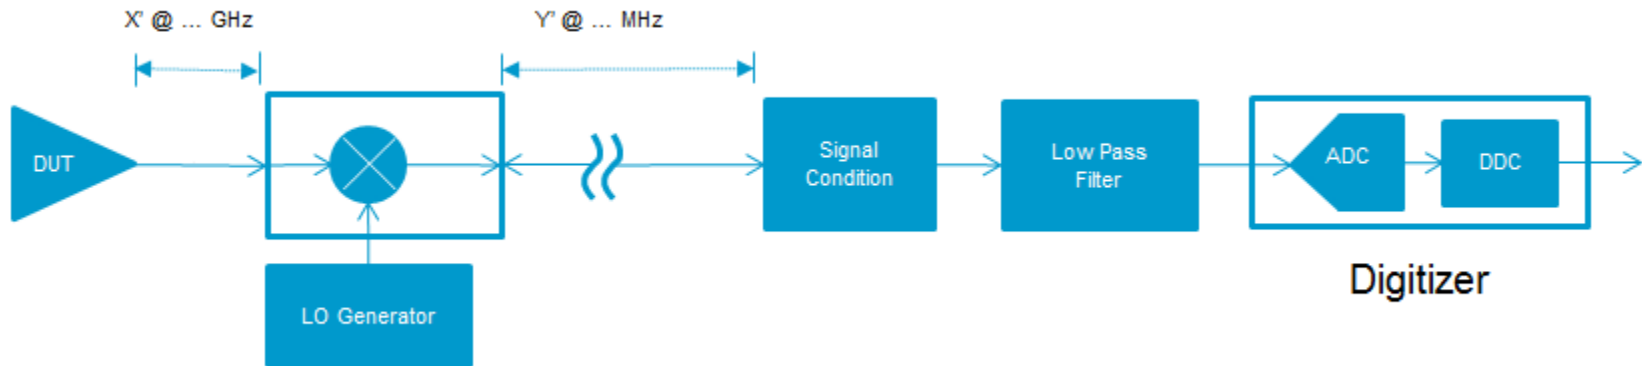 X' @ ... GHz
Y' @ ... MHz
DUT
Signal
Condition
Low Pass
Filter
ADC
DDC
LO Generator
Digitizer